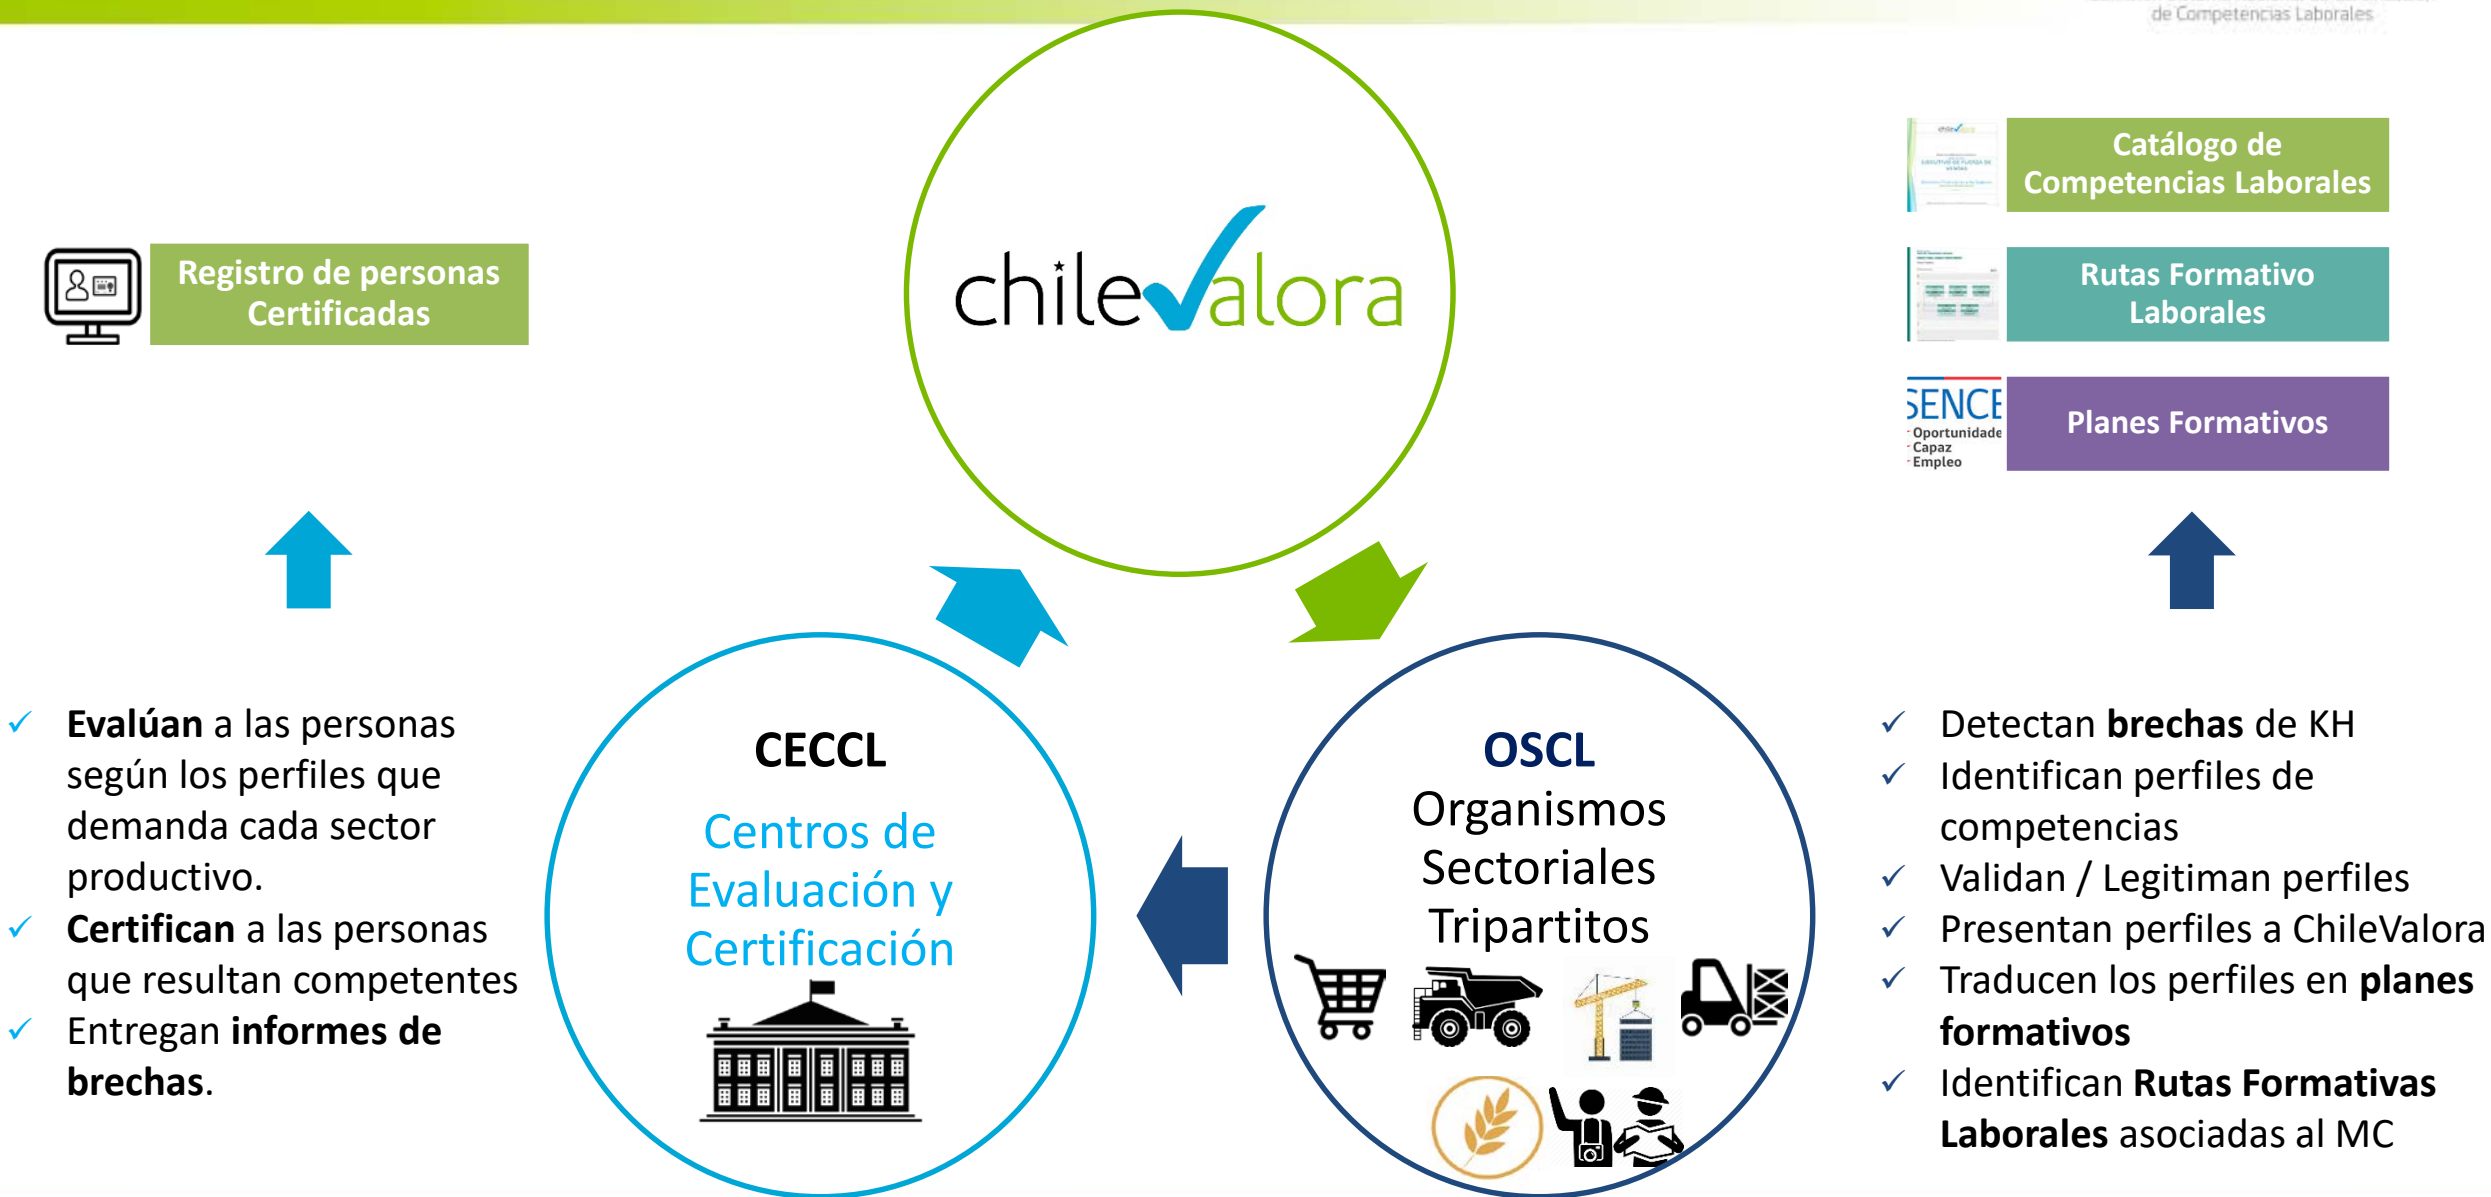 de Competencias Laborales
chilevalora
Catálogo de
Competencias Laborales
Rutas Formativo
Laborales
SENCE
Oportunidade
Capaz
Empleo
Planes Formativos
Registro de personas
Certificadas
✓ Evalúan a las personas
según los perfiles que
demanda cada sector
productivo.
✓ Certifican a las personas
que resultan competentes
✓ Entregan informes de
brechas.
CECCL
Centros de
Evaluación y
Certificación
OSCL
Organismos
Sectoriales
Tripartitos
✓ Detectan brechas de KH
✓ Identifican perfiles de
competencias
✓ Validan / Legitiman perfiles
✓ Presentan perfiles a ChileValora
✓ Traducen los perfiles en planes
formativos
✓ Identifican Rutas Formativas
Laborales asociadas al MC